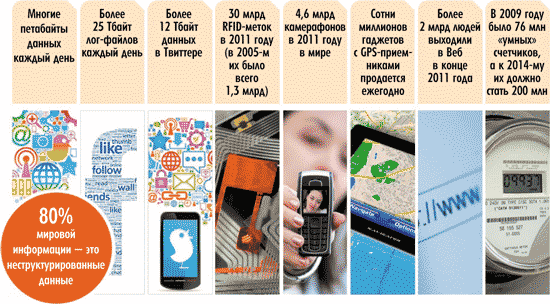 Многие
петабайты
данных
каждый день
Более
25 Тбайт
лог-файлов
каждый день
Более
12 Тбайт
данных
в Твиттере
30 млрд
RFID-меток
в 2011 году
(в 2005-м
их было
всего
1,3 млрд)
4,6 млрд
камерафонов
в 2011 году
в мире
Сотни
миллионов
гаджетов
с GPS-прием-
никами
продается
ежегодно
Более
2 млрд людей
выходили
в Веб
в конце
2011 года
В 2009 году
было 76 млн
«умных»
счетчиков,
а к 2014-му
их должно
стать 200 млн
80%
мировой
информации — это
неструктурированные
данные
like
follow
wall
Navigate
Options
://www